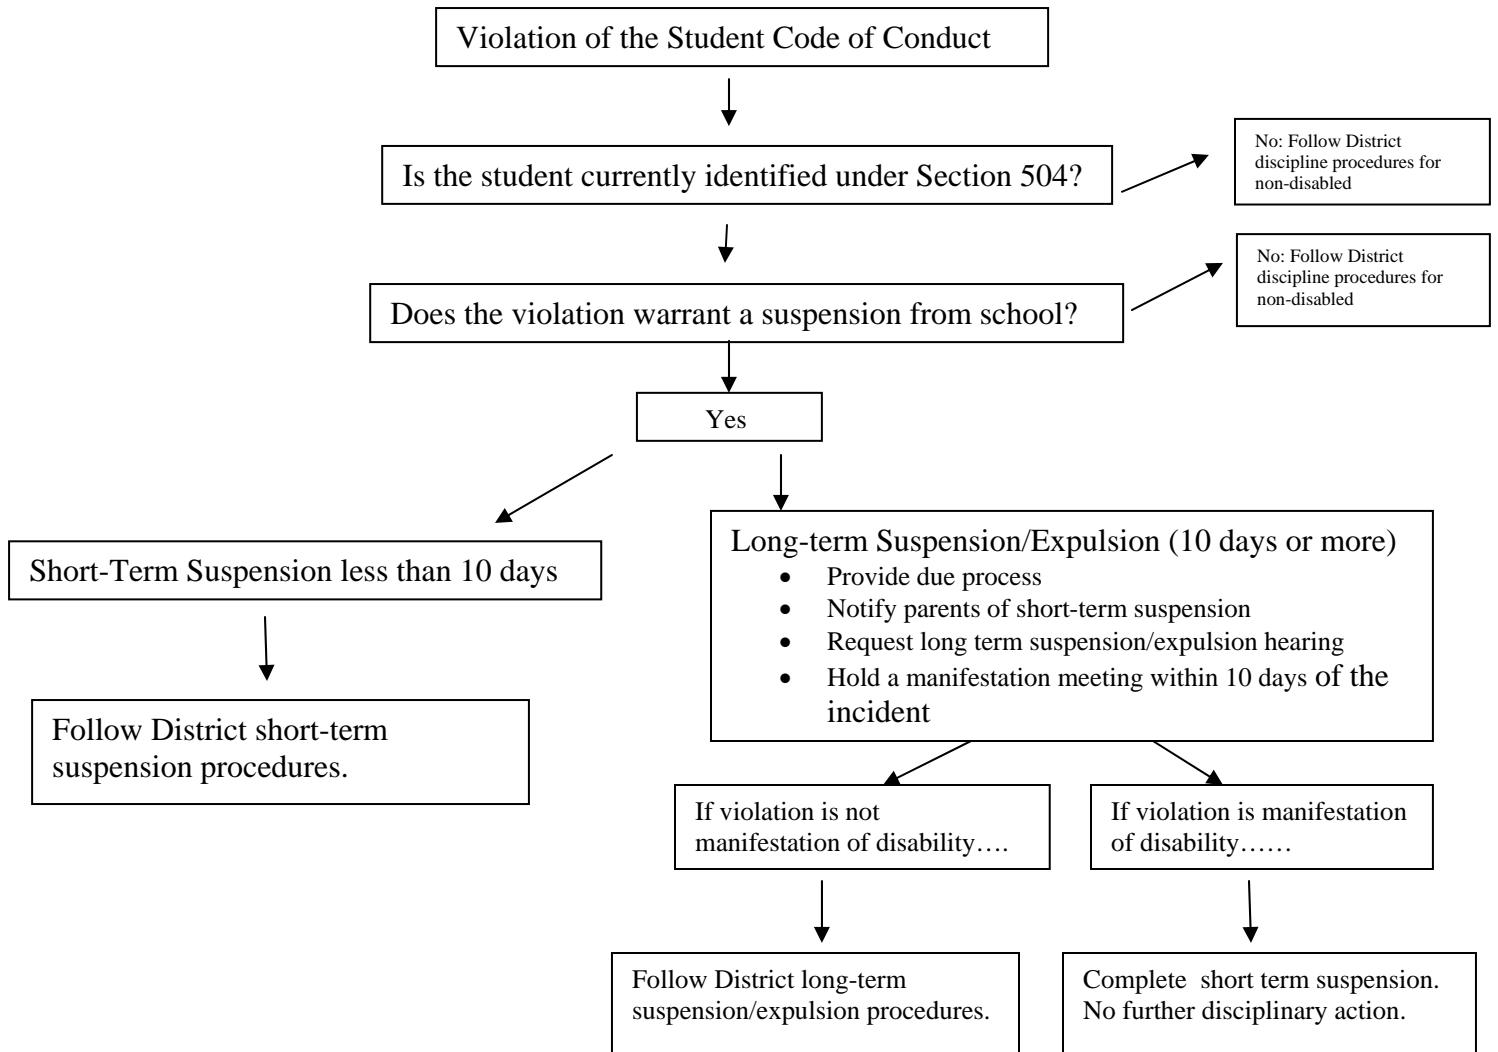 Violation of the Student Code of Conduct
Is the student currently identified under Section 504?
No: Follow District
discipline procedures for
non-disabled
Does the violation warrant a suspension from school?
No: Follow District
discipline procedures for
non-disabled
Yes
Short-Term Suspension less than 10 days
Follow District short-term
suspension procedures.
Long-term Suspension/Expulsion (10 days or more)
• Provide due process
• Notify parents of short-term suspension
• Request long term suspension/expulsion hearing
• Hold a manifestation meeting within 10 days of the
incident
If violation is not
manifestation of disability….
If violation is manifestation
of disability……
Follow District long-term
suspension/expulsion procedures.
Complete  short term suspension.
No further disciplinary action.